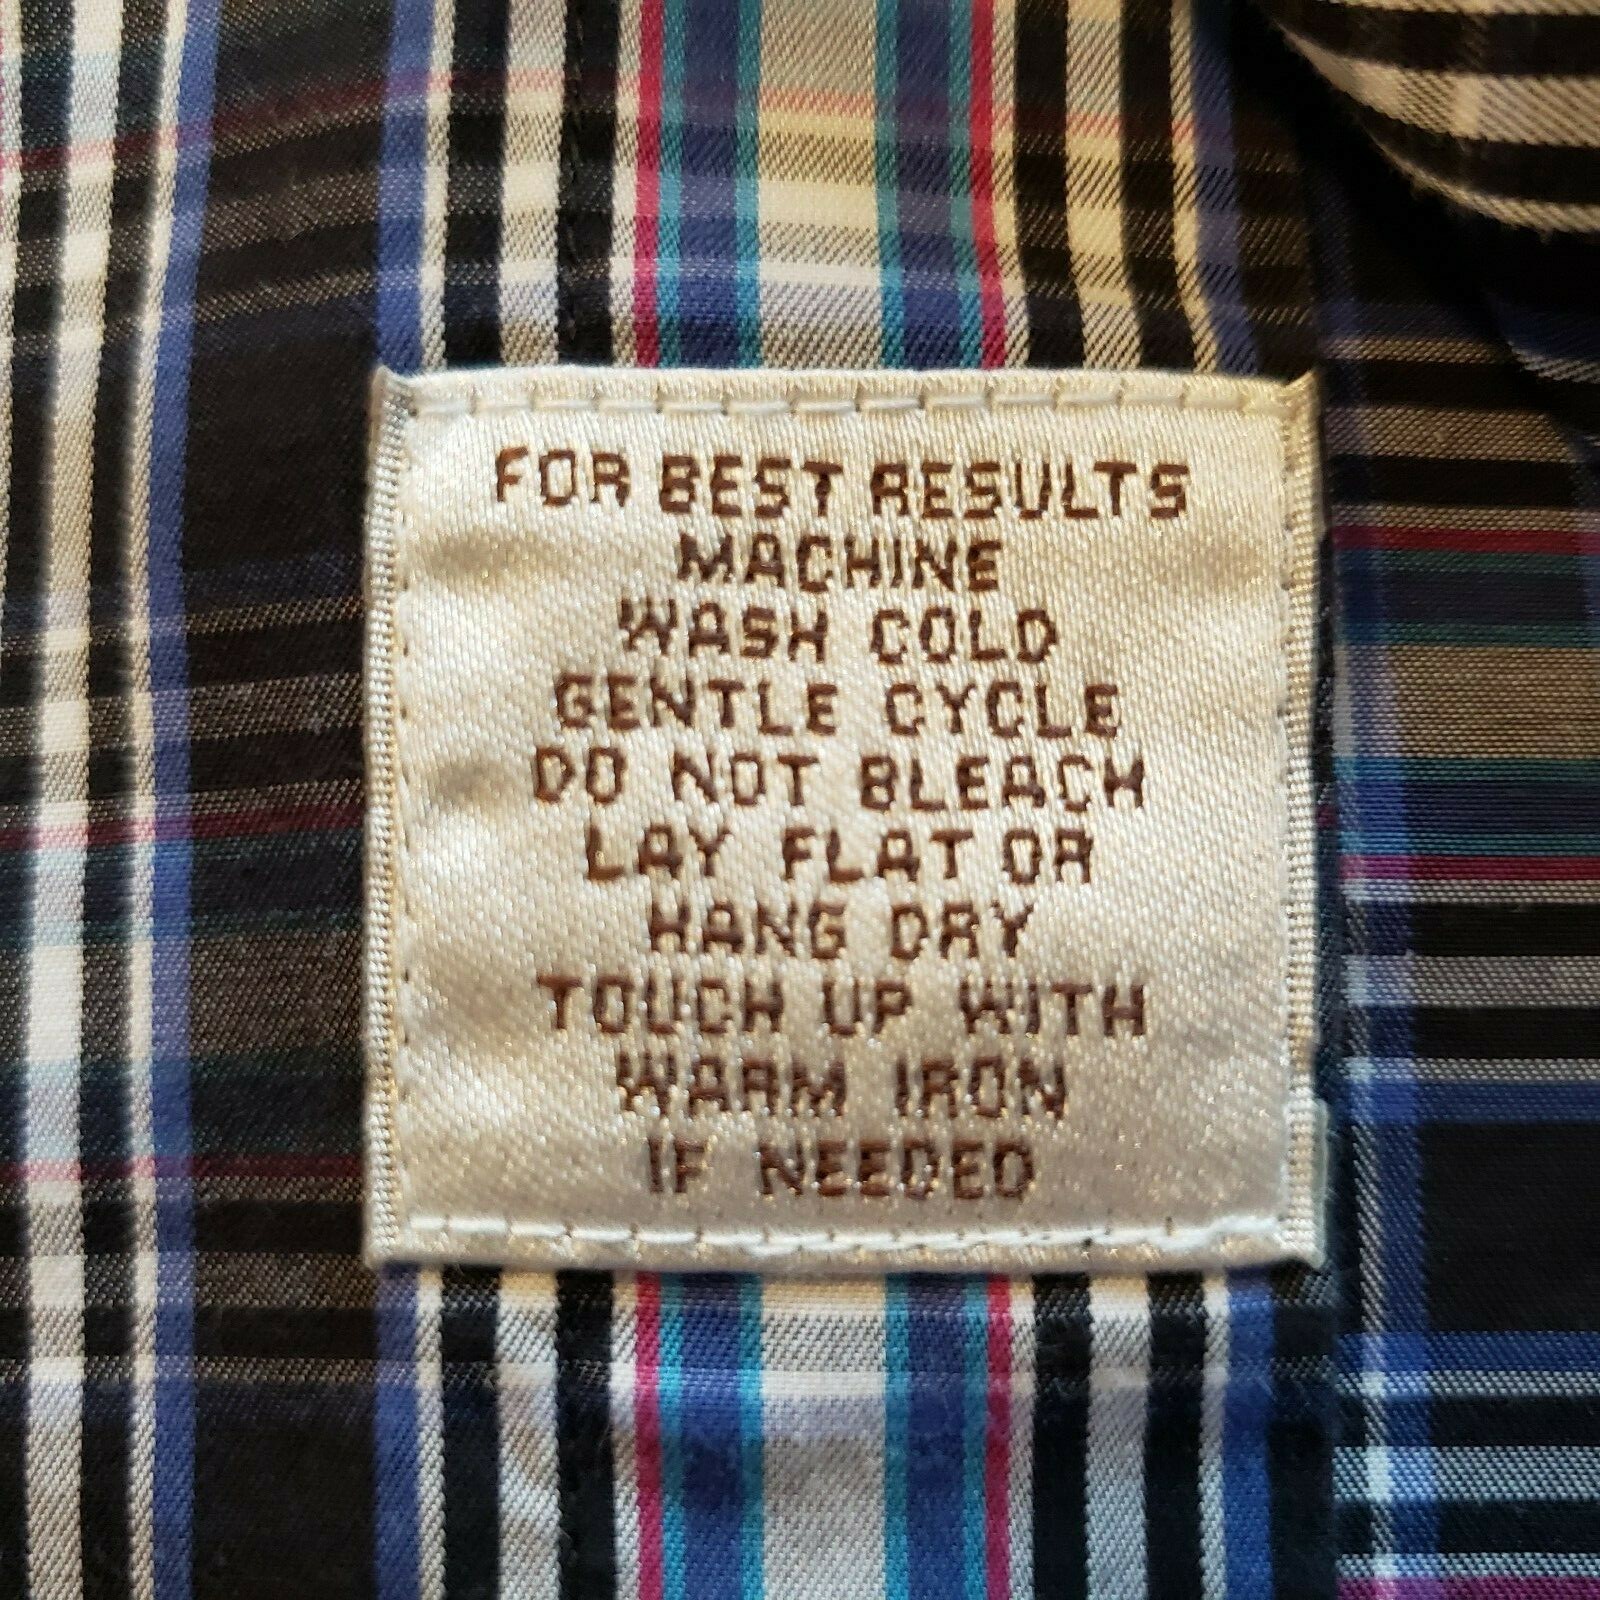 FOR BEST RESULTS
MACHINE
WASH COLD
GENTLE CYCLE
DO NOT BLEACH
LAY FLAT OR
HANG DRY
TOUCH UP WITH
WARM IRON
IF NEEDED